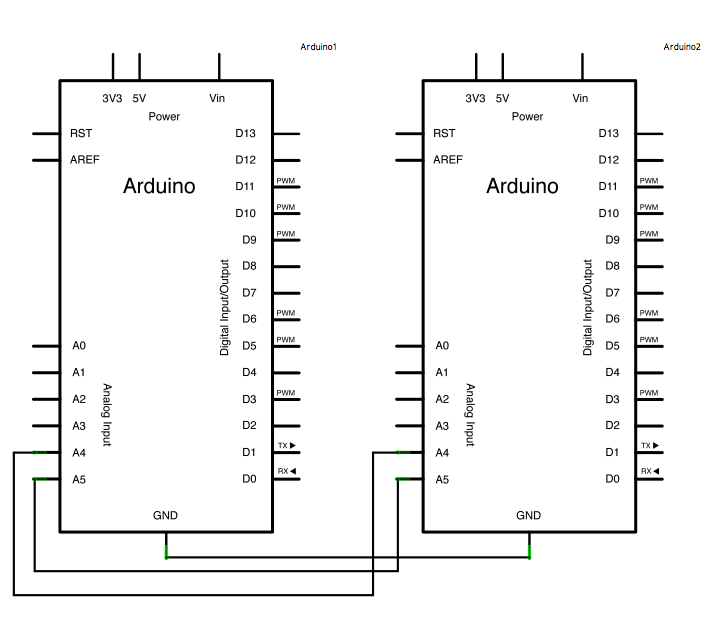 Arduino1
3V3 5V Vin
Power
RST
AREF
Arduino
D13
D12
D11 PWM
D10 PWM
D9 PWM
D8
D7
D6 PWM
D5 PWM
D4
D3 PWM
D2
D1 TX ▶
D0 RX ◀
Digital Input/Output
A0
A1
A2
A3
A4
A5
Analog Input
GND
Arduino2
3V3 5V Vin
Power
RST
AREF
Arduino
D13
D12
D11 PWM
D10 PWM
D9 PWM
D8
D7
D6 PWM
D5 PWM
D4
D3 PWM
D2
D1 TX ▶
D0 RX ◀
Digital Input/Output
A0
A1
A2
A3
A4
A5
Analog Input
GND